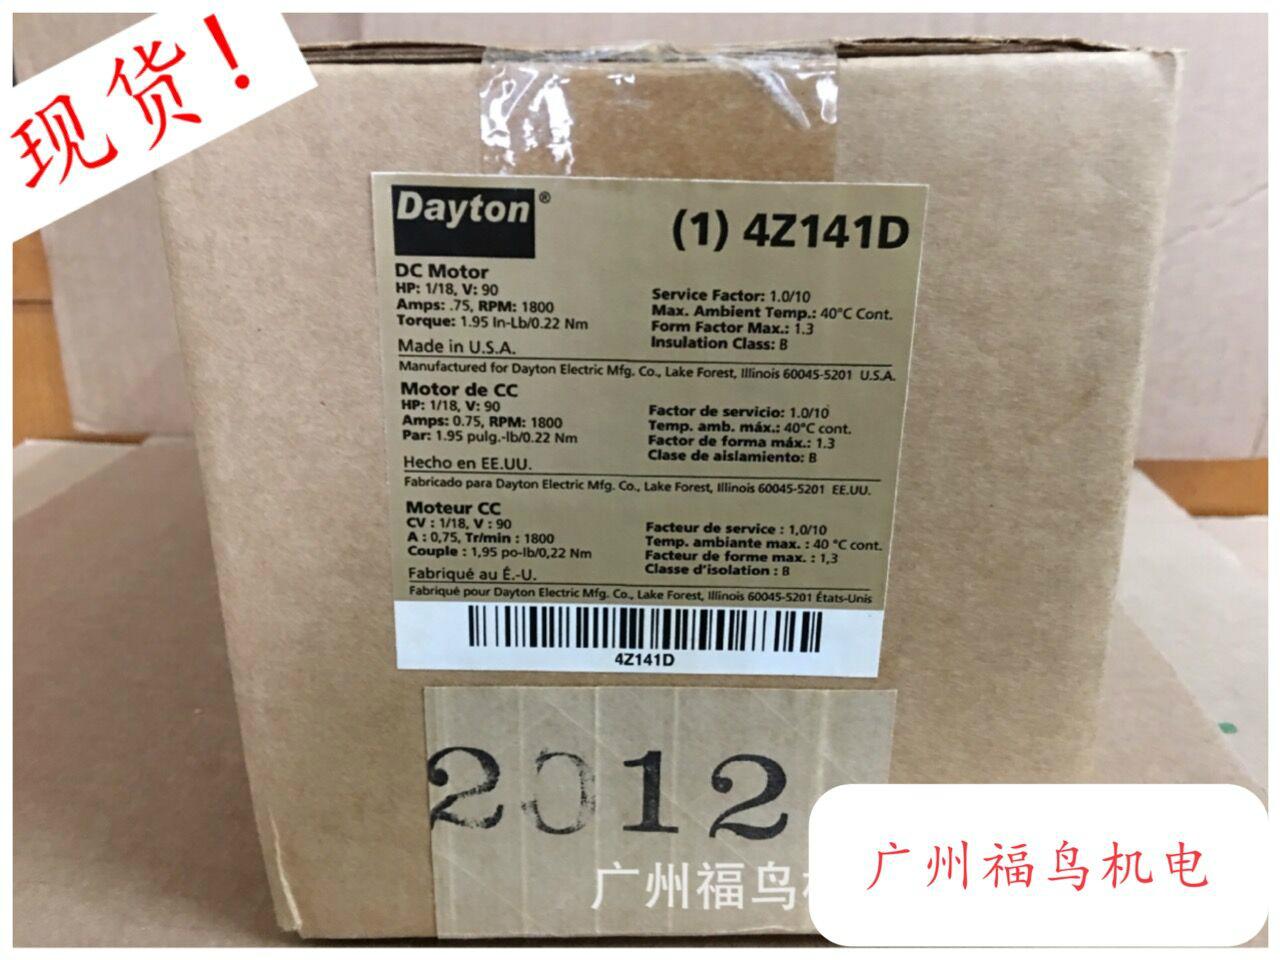 现货！
Dayton®
(1) 4Z141D
DC Motor
HP: 1/18, V: 90
Amps: .75, RPM: 1800
Torque: 1.95 In-Lb/0.22 Nm
Service Factor: 1.0/10
Max. Ambient Temp.: 40°C Cont.
Form Factor Max.: 1.3
Insulation Class: B
Made in U.S.A.
Manufactured for Dayton Electric Mfg. Co., Lake Forest, Illinois 60045-5201 U.S.A.
Motor de CC
HP: 1/18, V: 90
Amps: 0.75, RPM: 1800
Par: 1.95 pulg.-lb/0.22 Nm
Factor de servicio: 1.0/10
Temp. amb. máx.: 40°C cont.
Factor de forma máx.: 1.3
Clase de aislamiento: B
Hecho en EE.UU.
Fabricado para Dayton Electric Mfg. Co., Lake Forest, Illinois 60045-5201 EE.UU.
Moteur CC
CV : 1/18, V : 90
A : 0,75, Tr/min : 1800
Couple : 1,95 po-lb/0,22 Nm
Facteur de service : 1,0/10
Temp. ambiante max. : 40 °C cont.
Facteur de forme max. : 1,3
Classe d'isolation : B
Fabriqué au É.-U.
Fabriqué pour Dayton Electric Mfg. Co., Lake Forest, Illinois 60045-5201 États-Unis
4Z141D
2012
广州福鸟
广州福鸟机电